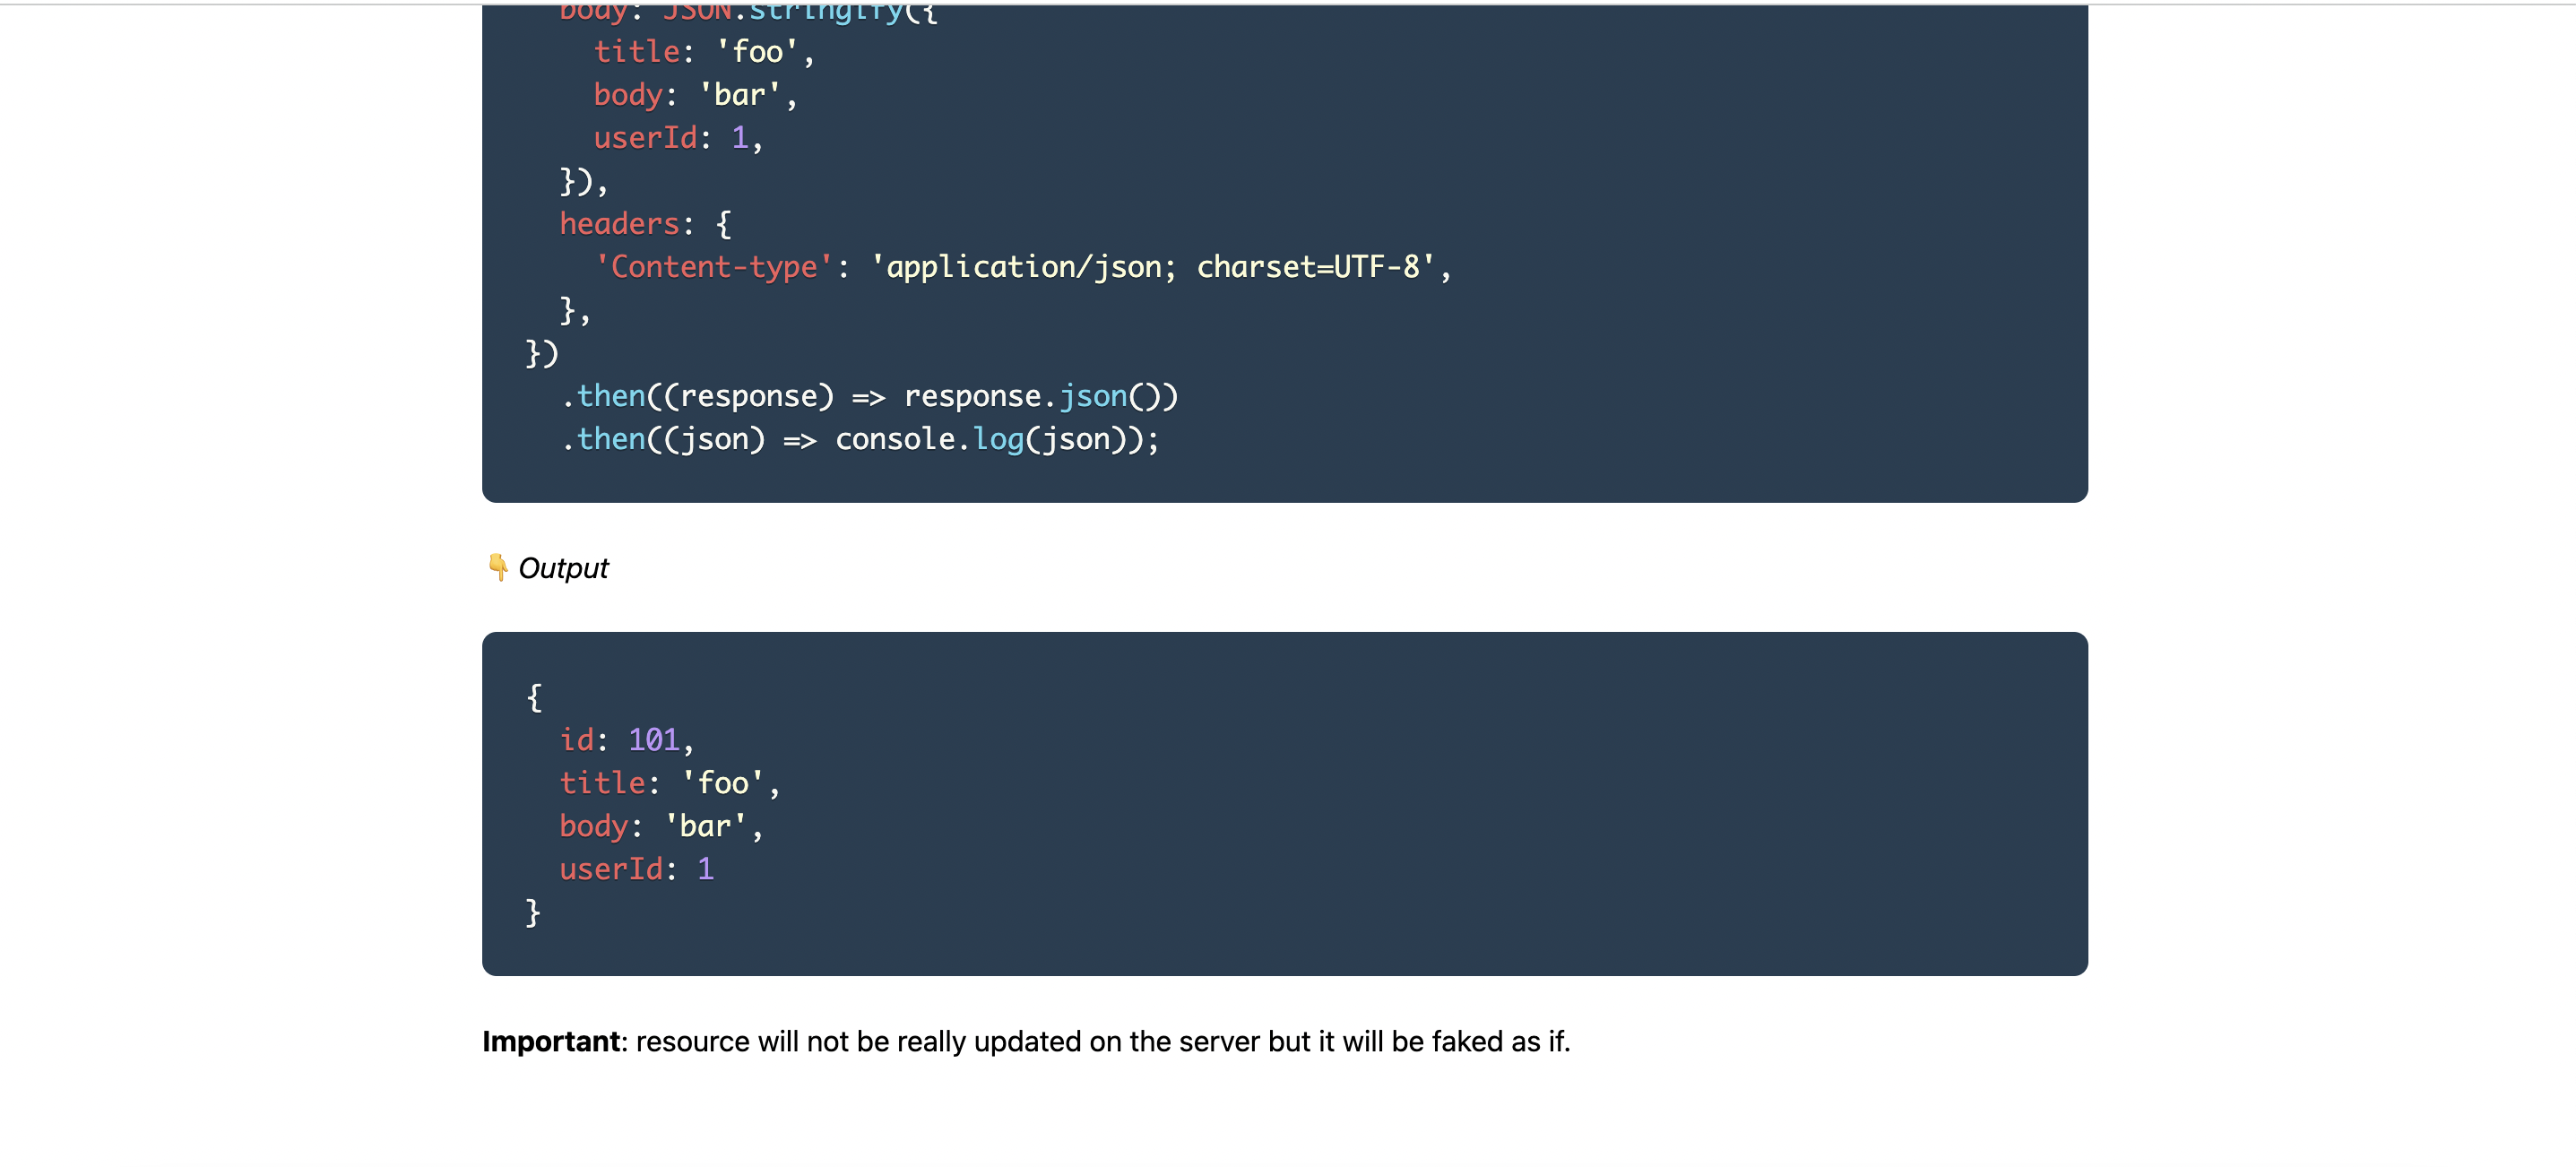 body: JSON.stringify({
title: 'foo',
body: 'bar',
userId: 1,
}),
headers: {
'Content-type': 'application/json; charset=UTF-8',
},
})
.then((response) => response.json())
.then((json) => console.log(json));
👇 Output
{
id: 101,
title: 'foo',
body: 'bar',
userId: 1
}
Important: resource will not be really updated on the server but it will be faked as if.